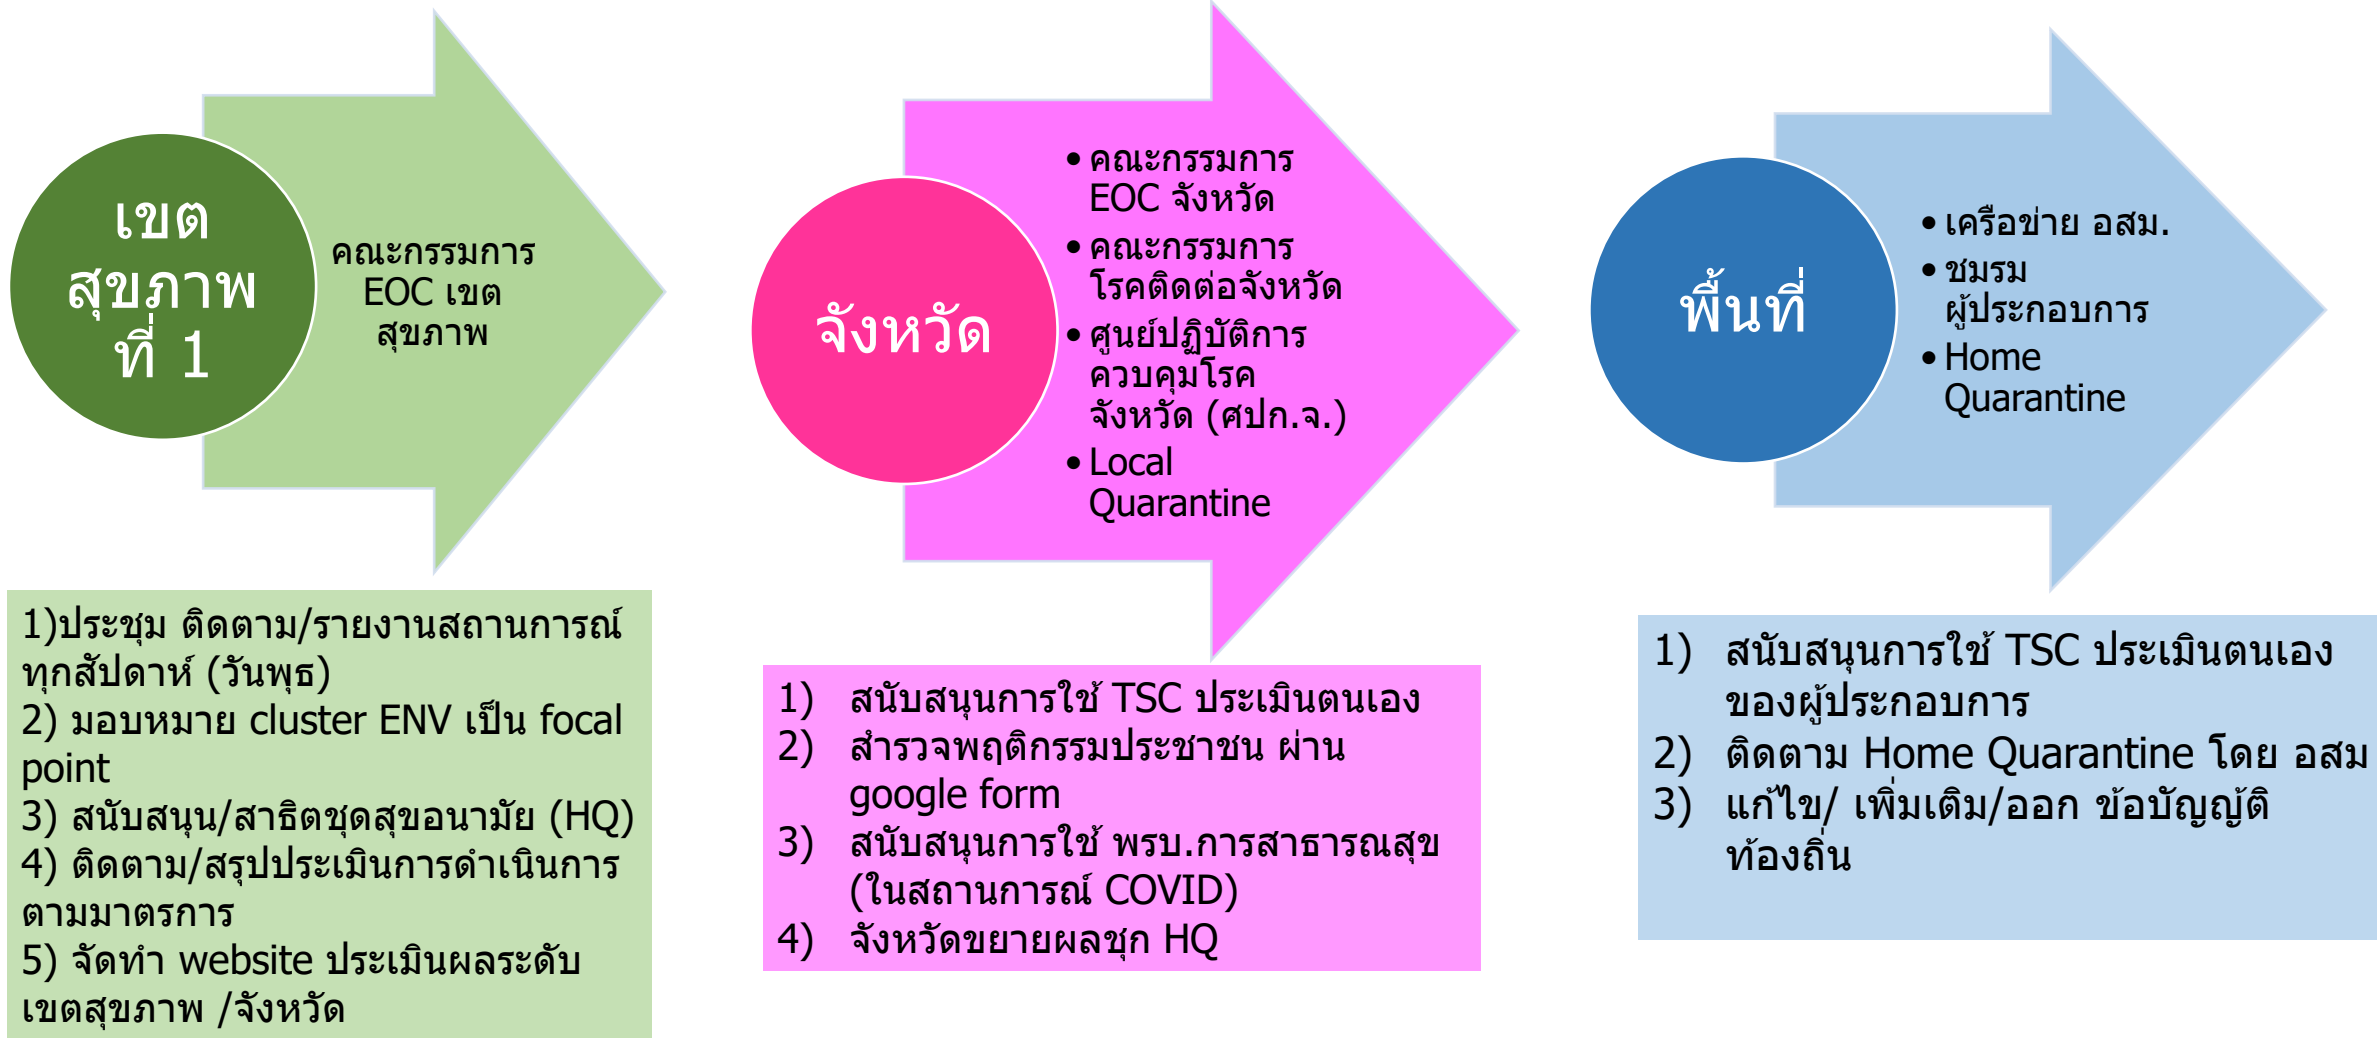 เขต
สุขภาพ
ที่ 1
คณะกรรมการ
EOC เขต
สุขภาพ
1)ประชุม ติดตาม/รายงานสถานการณ์
ทุกสัปดาห์ (วันพุธ)
2) มอบหมาย cluster ENV เป็น focal
point
3) สนับสนุน/สาธิตชุดสุขอนามัย (HQ)
4) ติดตาม/สรุปประเมินการดำเนินการ
ตามมาตรการ
5) จัดทำ website ประเมินผลระดับ
เขตสุขภาพ /จังหวัด
จังหวัด
• คณะกรรมการ
EOC จังหวัด
• คณะกรรมการ
โรคติดต่อจังหวัด
• ศูนย์ปฏิบัติการ
ควบคุมโรค
จังหวัด (ศปก.จ.)
• Local
Quarantine
1) สนับสนุนการใช้ TSC ประเมินตนเอง
2) สำรวจพฤติกรรมประชาชน ผ่าน
google form
3) สนับสนุนการใช้ พรบ.การสาธารณสุข
(ในสถานการณ์ COVID)
4) จังหวัดขยายผลชุก HQ
พื้นที่
• เครือข่าย อสม.
• ชมรม
ผู้ประกอบการ
• Home
Quarantine
1) สนับสนุนการใช้ TSC ประเมินตนเอง
ของผู้ประกอบการ
2) ติดตาม Home Quarantine โดย อสม
3) แก้ไข/ เพิ่มเติม/ออก ข้อบัญญัติ
ท้องถิ่น